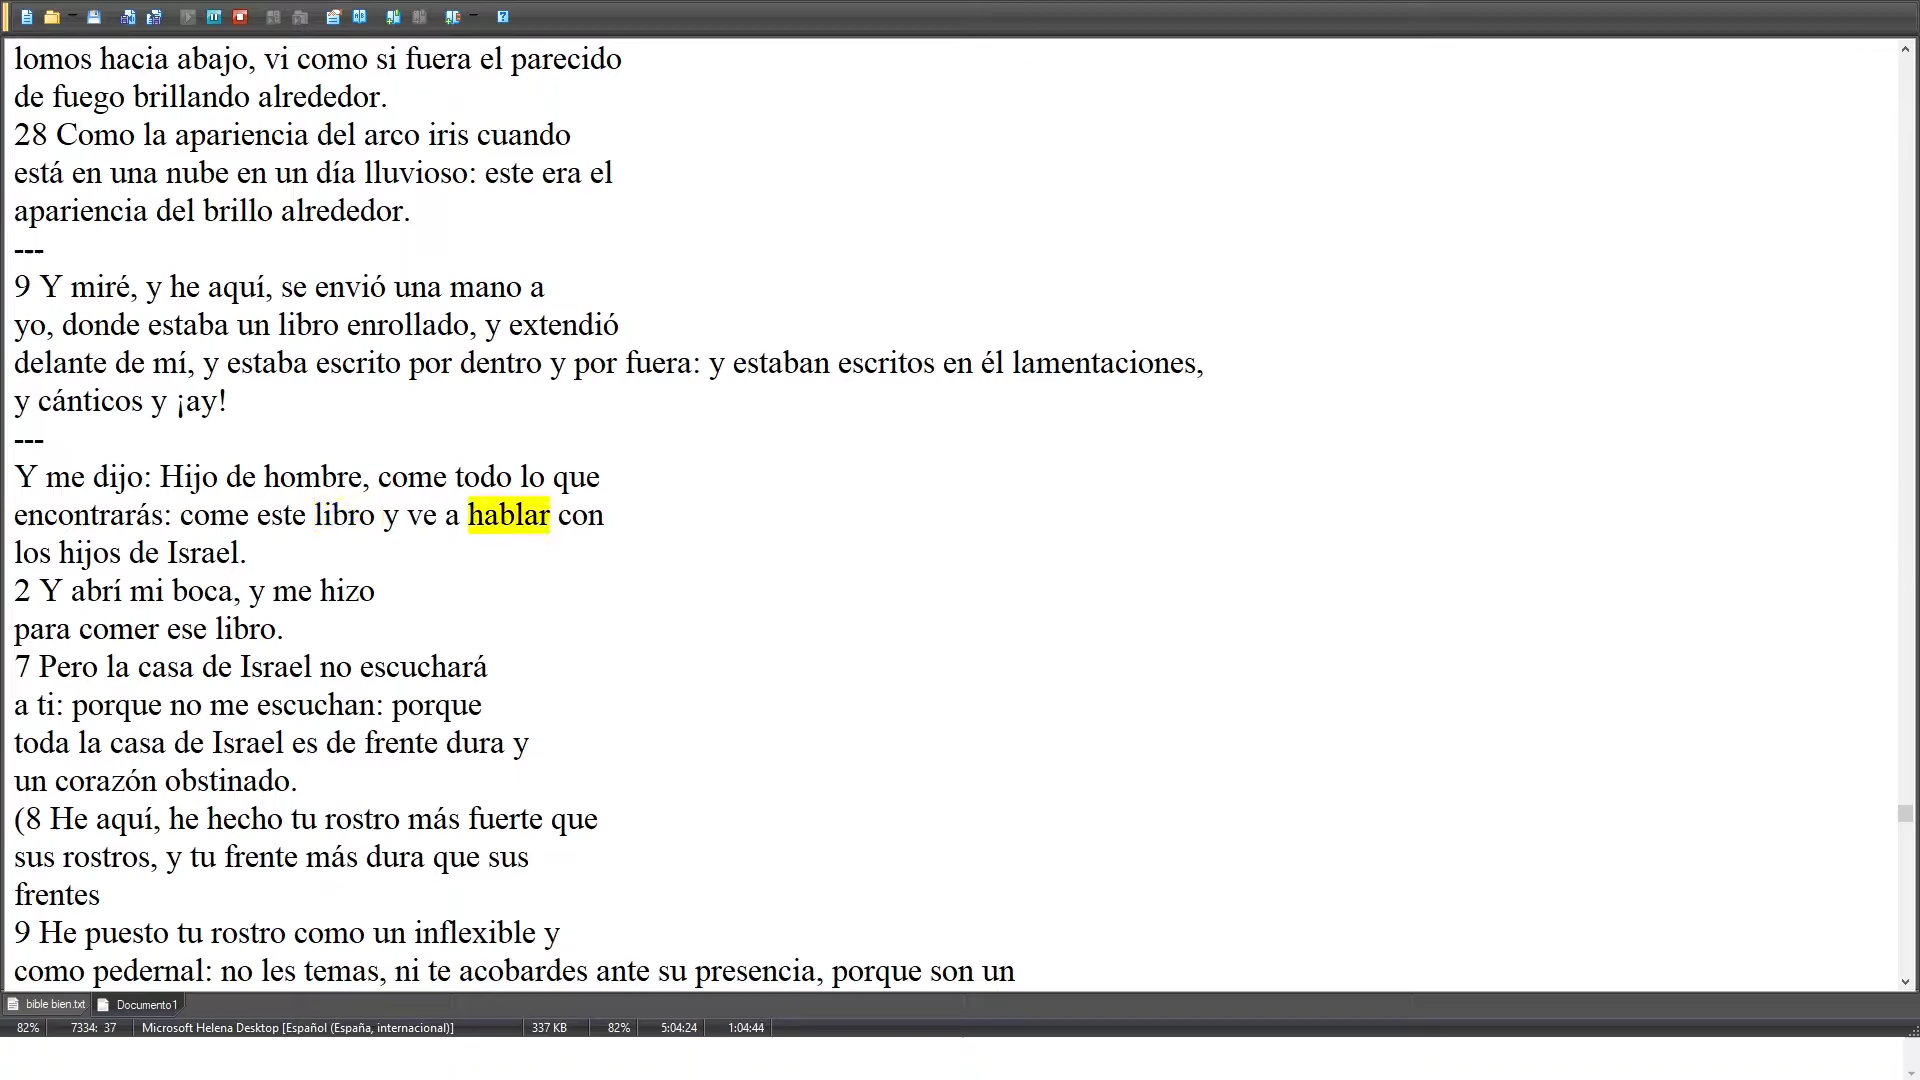 lomos hacia abajo, vi como si fuera el parecido
de fuego brillando alrededor.
28 Como la apariencia del arco iris cuando
está en una nube en un día lluvioso: este era el
apariencia del brillo alrededor.
---
9 Y miré, y he aquí, se envió una mano a
yo, donde estaba un libro enrollado, y extendió
delante de mí, y estaba escrito por dentro y por fuera: y estaban escritos en él lamentaciones,
y cánticos y ¡ay!
---
Y me dijo: Hijo de hombre, come todo lo que
encontrarás: come este libro y ve a hablar con
los hijos de Israel.
2 Y abrí mi boca, y me hizo
para comer ese libro.
7 Pero la casa de Israel no escuchará
a ti: porque no me escuchan: porque
toda la casa de Israel es de frente dura y
un corazón obstinado.
(8 He aquí, he hecho tu rostro más fuerte que
sus rostros, y tu frente más dura que sus
frentes
9 He puesto tu rostro como un inflexible y
como pedernal: no les temas, ni te acobardes ante su presencia, porque son un
bible bien.txt Documento1
82% 7334: 37 Microsoft Helena Desktop [Español (España, internacional)] 337 KB 82% 5:04:24 1:04:44